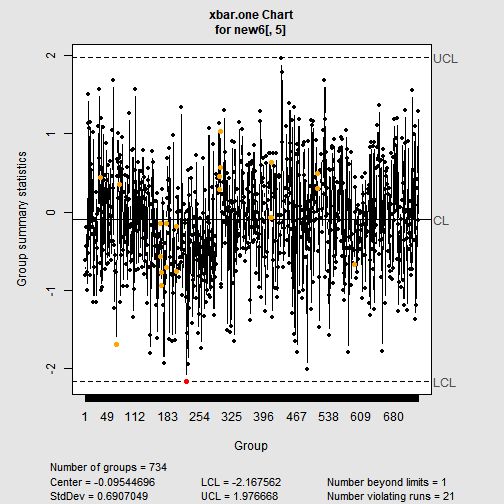 xbar.one Chart
for new6[, 5]
Group summary statistics
2
1
0
-1
-2
UCL
CL
LCL
1 49 112 183 254 325 396 467 538 609 680
Group
Number of groups = 734
Center = -0.09544696 LCL = -2.167562 Number beyond limits = 1
StdDev = 0.6907049 UCL = 1.976668 Number violating runs = 21